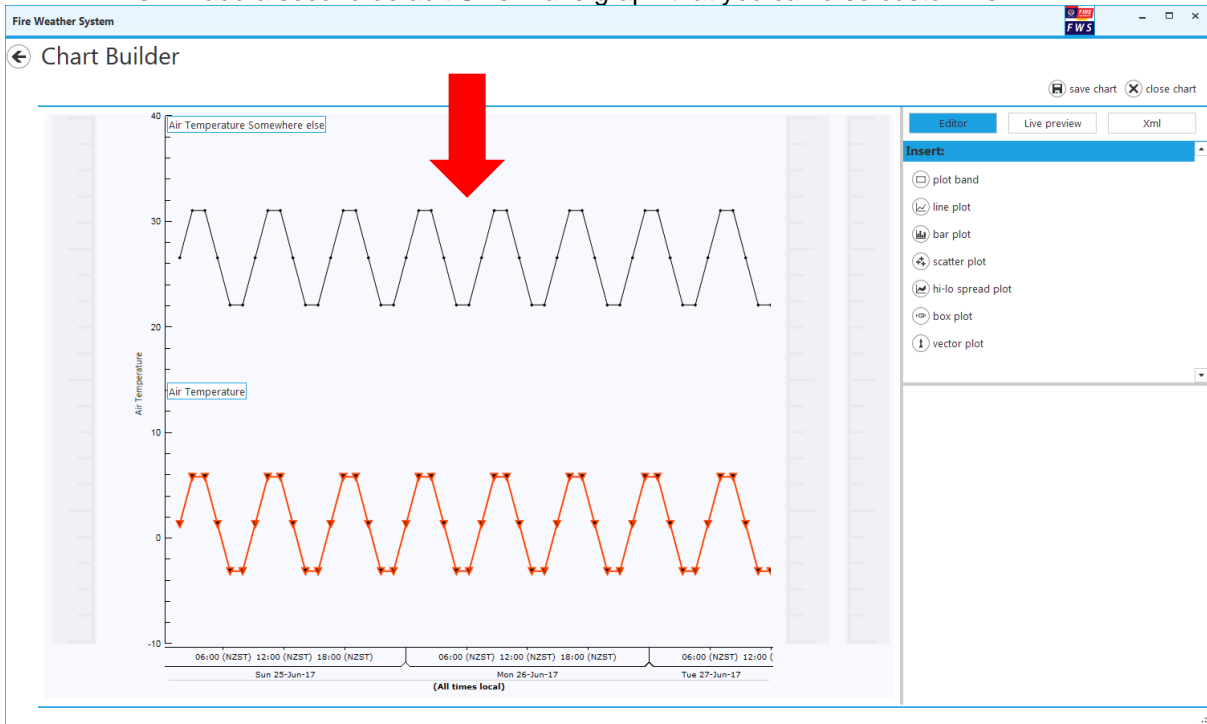 Fire Weather System
FIRE
FWS
Chart Builder
save chart
close chart
Editor
Live preview
Xml
Insert:
plot band
line plot
bar plot
scatter plot
hi-lo spread plot
box plot
vector plot
40
Air Temperature Somewhere else
30
20
Air Temperature
Air Temperature
10
0
-10
06:00 (NZST) 12:00 (NZST) 18:00 (NZST) 06:00 (NZST) 12:00 (NZST) 18:00 (NZST) 06:00 (NZST) 12:00 (
Sun 25-Jun-17 Mon 26-Jun-17 Tue 27-Jun-17
(All times local)